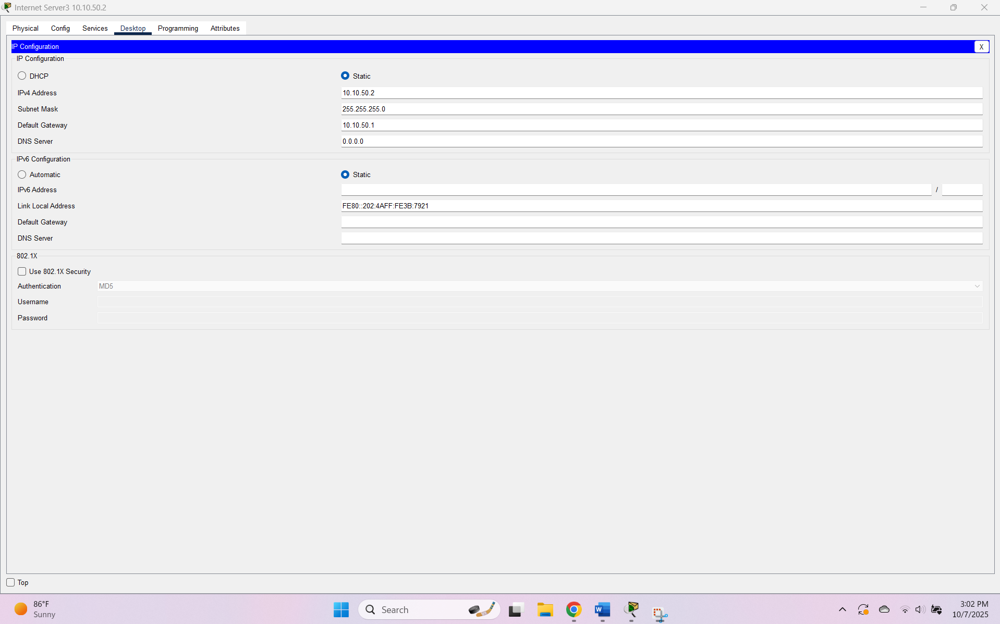 Internet Server3 10.10.50.2
Physical Config Services Desktop Programming Attributes
IP Configuration
X
IP Configuration
DHCP Static
IPv4 Address 10.10.50.2
Subnet Mask 255.255.255.0
Default Gateway 10.10.50.1
DNS Server 0.0.0.0
IPv6 Configuration
Automatic Static
IPv6 Address /
Link Local Address FE80::202:4AFF:FE3B:7921
Default Gateway
DNS Server
802.1X
Use 802.1X Security
Authentication MD5
Username
Password
Top
86°F
Sunny
Search
W
3:02 PM
10/7/2025